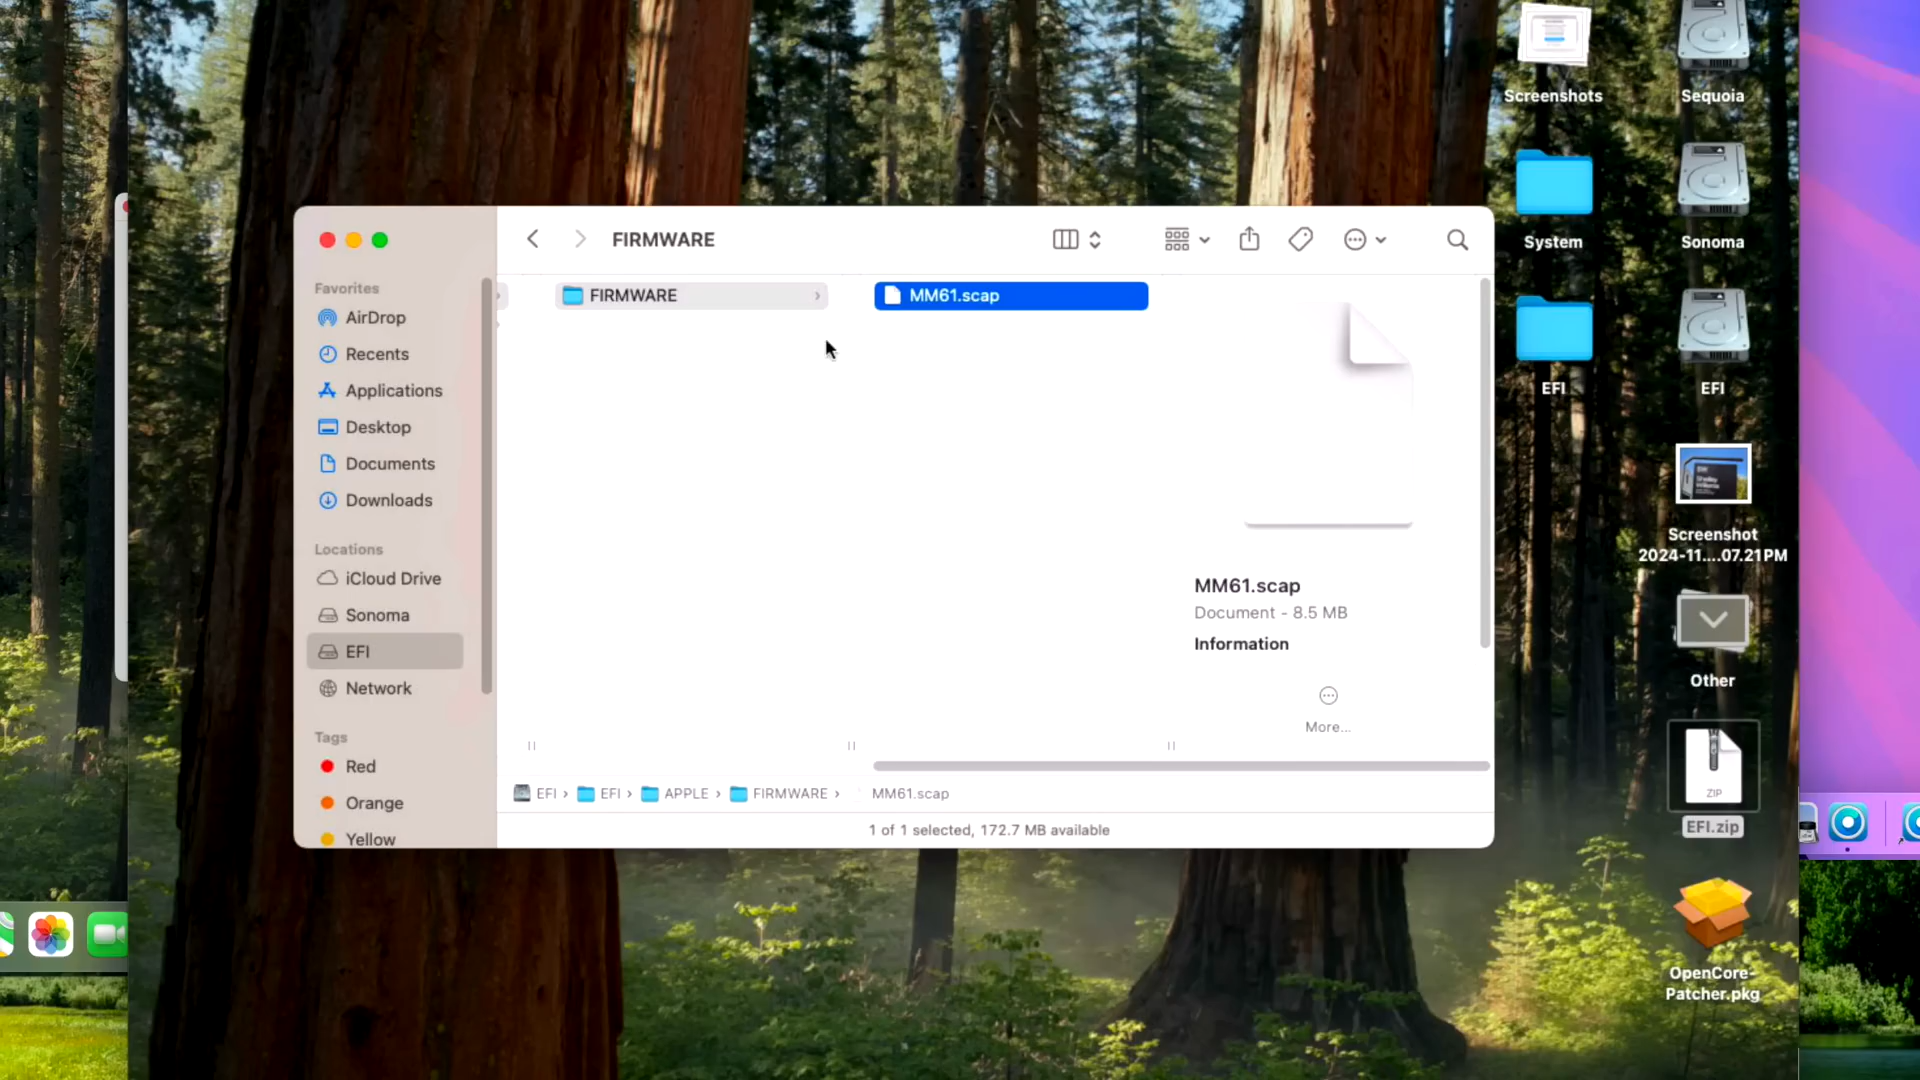 Screenshots
Sequoia
System
Sonoma
EFI
EFI
Screenshot
2024-11....07.21 PM
Other
ZIP
EFI.zip
OpenCore-
Patcher.pkg
FIRMWARE
Favorites
AirDrop
Recents
Applications
Desktop
Documents
Downloads
Locations
iCloud Drive
Sonoma
EFI
Network
Tags
Red
Orange
Yellow
FIRMWARE
MM61.scap
MM61.scap
Document - 8.5 MB
Information
More...
EFI › EFI › APPLE › FIRMWARE › MM61.scap
1 of 1 selected, 172.7 MB available